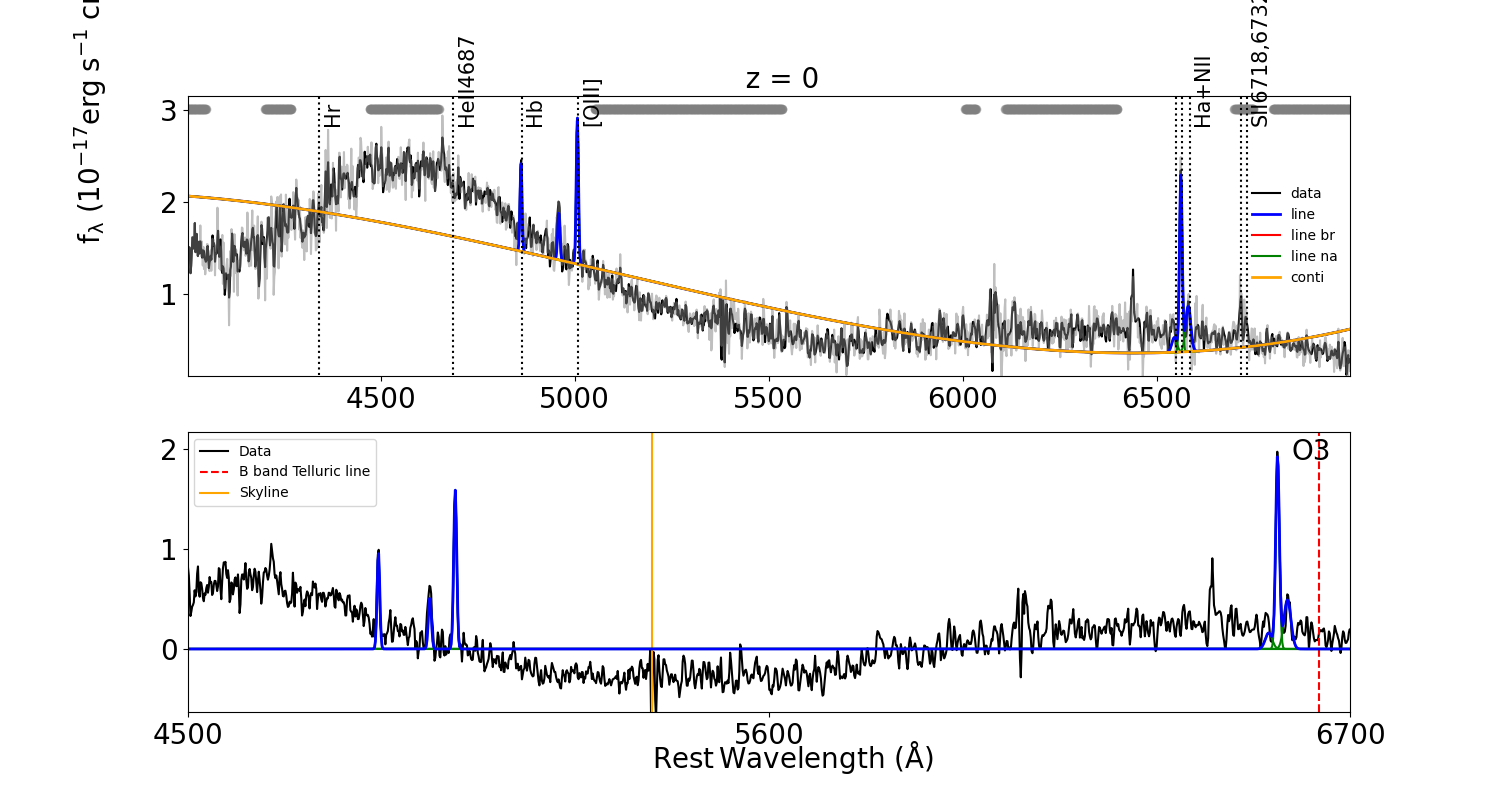 z = 0
f_λ (10^−17 erg s^−1
3
2
1
Hr
HeII4687
Hb
[OIII]
Ha+NII
SII6718,6732
data
line
line br
line na
conti
4500
5000
5500
6000
6500
2
1
0
Data
B band Telluric line
Skyline
O3
4500
5600
6700
Rest Wavelength (Å)